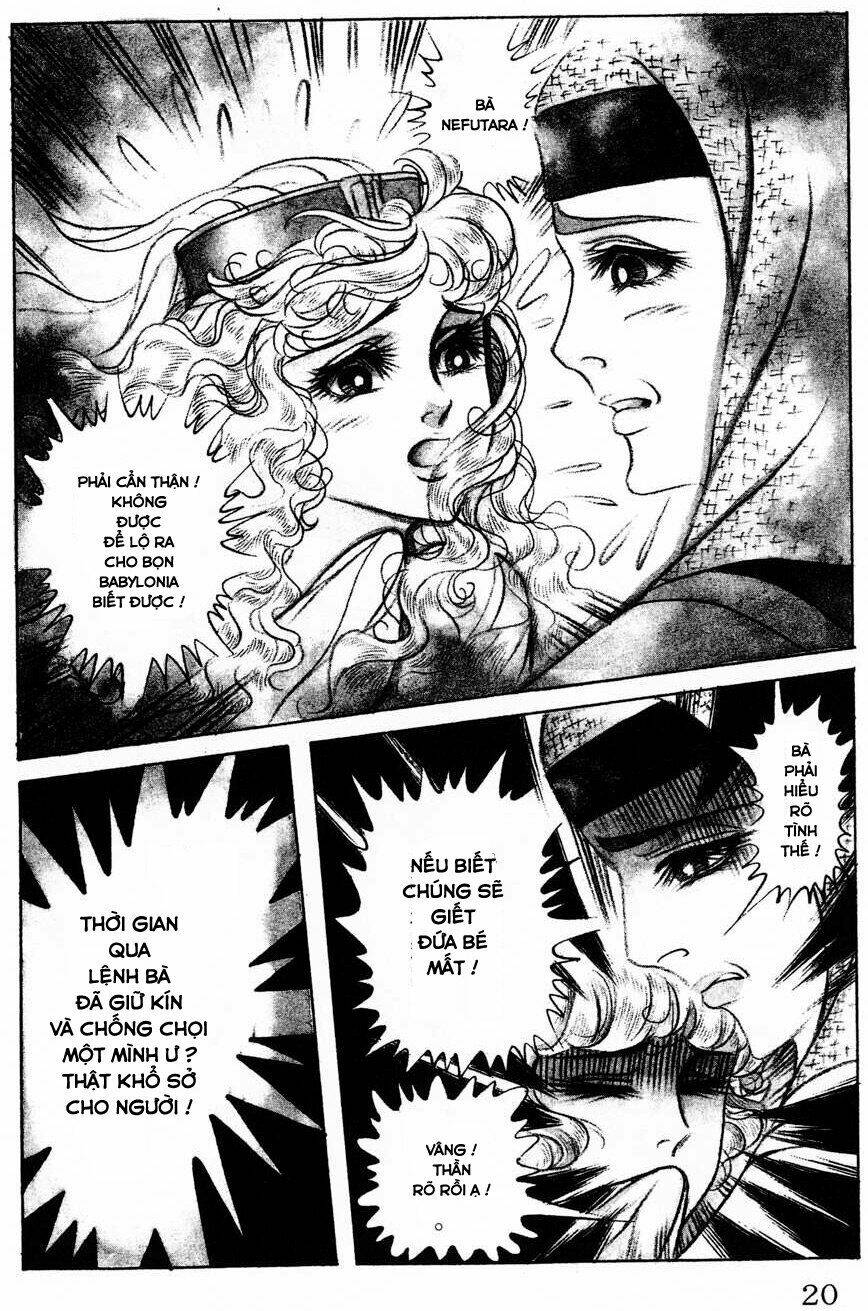 BÀ
NEFUTARA !
PHẢI CẨN THẬN !
KHÔNG
ĐƯỢC
ĐỂ LỘ RA
CHO BỌN
BABYLONIA
BIẾT ĐƯỢC !
BÀ
PHẢI
HIỂU
RÕ
TÌNH
THẾ !
NẾU BIẾT
CHÚNG SẼ
GIẾT
ĐỨA BÉ
MẤT !
VÂNG !
THẦN
RÕ RỒI Ạ !
THỜI GIAN
QUA
LỆNH BÀ
ĐÃ GIỮ KÍN
VÀ CHỐNG CHỌI
MỘT MÌNH Ư ?
THẬT KHỔ SỞ
CHO NGƯỜI !
20